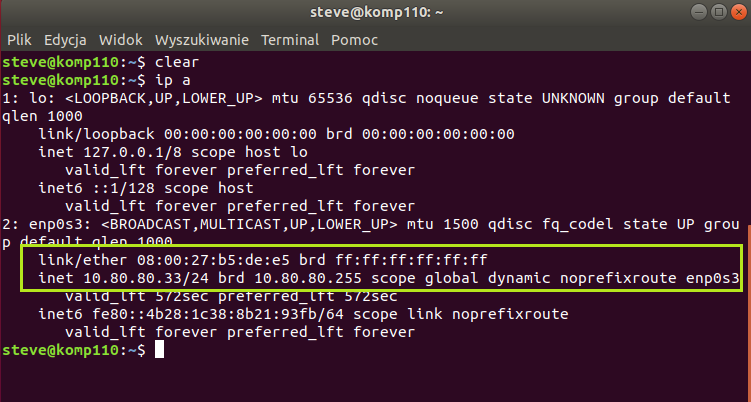 steve@komp110: ~
Plik Edycja Widok Wyszukiwanie Terminal Pomoc
steve@komp110:~$ clear
steve@komp110:~$ ip a
1: lo: <LOOPBACK,UP,LOWER_UP> mtu 65536 qdisc noqueue state UNKNOWN group default
qlen 1000
link/loopback 00:00:00:00:00:00 brd 00:00:00:00:00:00
inet 127.0.0.1/8 scope host lo
valid_lft forever preferred_lft forever
inet6 ::1/128 scope host
valid_lft forever preferred_lft forever
2: enp0s3: <BROADCAST,MULTICAST,UP,LOWER_UP> mtu 1500 qdisc fq_codel state UP grou
p default qlen 1000
link/ether 08:00:27:b5:de:e5 brd ff:ff:ff:ff:ff:ff
inet 10.80.80.33/24 brd 10.80.80.255 scope global dynamic noprefixroute enp0s3
valid_lft 572sec preferred_lft 572sec
inet6 fe80::4b28:1c38:8b21:93fb/64 scope link noprefixroute
valid_lft forever preferred_lft forever
steve@komp110:~$